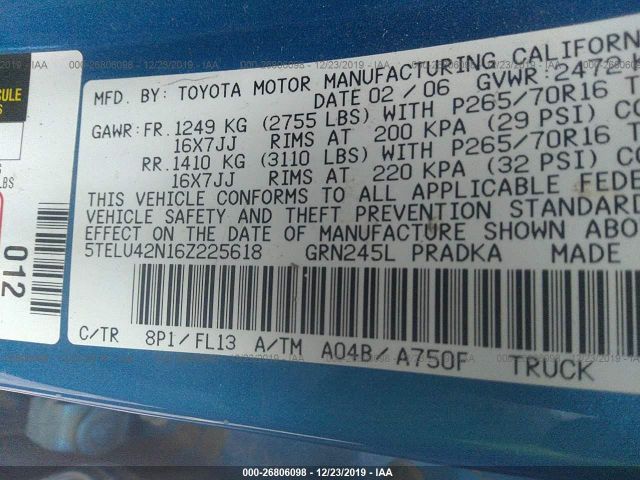 000-26806098 - 12/23/2019 - IAA
MFD. BY: TOYOTA MOTOR MANUFACTURING CALIFORN
DATE 02 / 06 GVWR:2472
GAWR: FR. 1249 KG (2755 LBS) WITH P265/70R16
16X7JJ RIMS AT 200 KPA (29 PSI)
RR. 1410 KG (3110 LBS) WITH P265/70R16
16X7JJ RIMS AT 220 KPA (32 PSI)
THIS VEHICLE CONFORMS TO ALL APPLICABLE FEDE
VEHICLE SAFETY AND THEFT PREVENTION STANDARD
EFFECT ON THE DATE OF MANUFACTURE SHOWN ABO
5TELU42N16Z225618 GRN245L PRADKA MADE
C/TR 8P1/FL13 A/TM A04B/A750F TRUCK
LBS
012
000-26806098 - 12/23/2019 - IAA